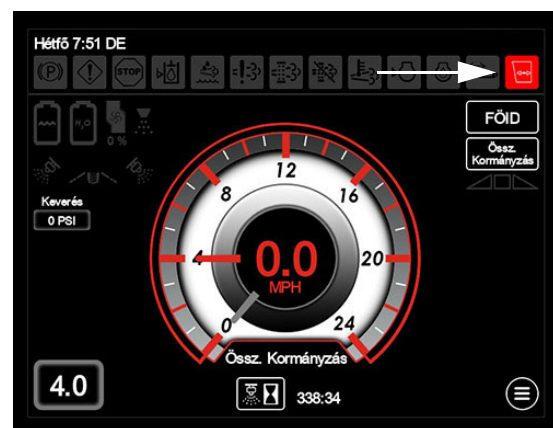 Hétfő 7:51 DE
(P)
STOP
H₂O
0 %
FÖID
Össz.
Kormányzás
Keverés
0 PSI
0
4
8
12
16
20
24
0.0
MPH
Össz. Kormányzás
4.0
338:34